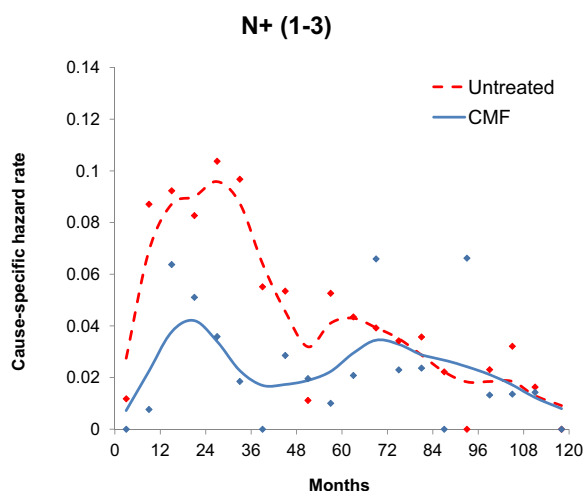 N+ (1-3)
0.14
0.12
0.1
0.08
0.06
0.04
0.02
0
Cause-specific hazard rate
Untreated
CMF
0 12 24 36 48 60 72 84 96 108 120
Months